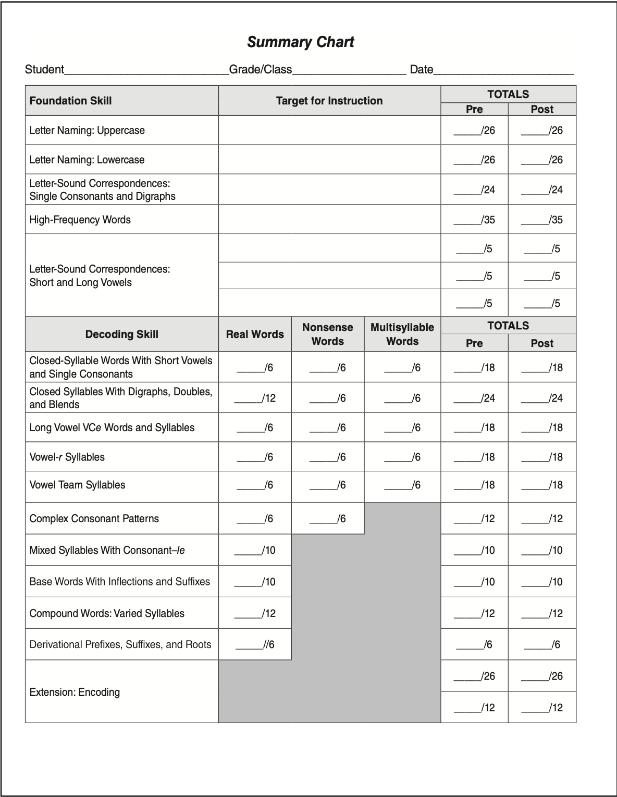 Summary Chart
Student__________________________Grade/Class__________________ Date______________________
Foundation Skill Target for Instruction TOTALS
Pre Post
Letter Naming: Uppercase _____/26 _____/26
Letter Naming: Lowercase _____/26 _____/26
Letter-Sound Correspondences:
Single Consonants and Digraphs _____/24 _____/24
High-Frequency Words _____/35 _____/35
_____/5 _____/5
Letter-Sound Correspondences:
Short and Long Vowels _____/5 _____/5
_____/5 _____/5
Decoding Skill Real Words Nonsense Words Multisyllable Words TOTALS
Pre Post
Closed-Syllable Words With Short Vowels
and Single Consonants _____/6 _____/6 _____/6 _____/18 _____/18
Closed Syllables With Digraphs, Doubles,
and Blends _____/12 _____/6 _____/6 _____/24 _____/24
Long Vowel VCe Words and Syllables _____/6 _____/6 _____/6 _____/18 _____/18
Vowel-r Syllables _____/6 _____/6 _____/6 _____/18 _____/18
Vowel Team Syllables _____/6 _____/6 _____/6 _____/18 _____/18
Complex Consonant Patterns _____/6 _____/6 _____/12 _____/12
Mixed Syllables With Consonant–le _____/10 _____/10 _____/10
Base Words With Inflections and Suffixes _____/10 _____/10 _____/10
Compound Words: Varied Syllables _____/12 _____/12 _____/12
Derivational Prefixes, Suffixes, and Roots _____//6 _____/6 _____/6
Extension: Encoding _____/26 _____/26
_____/12 _____/12